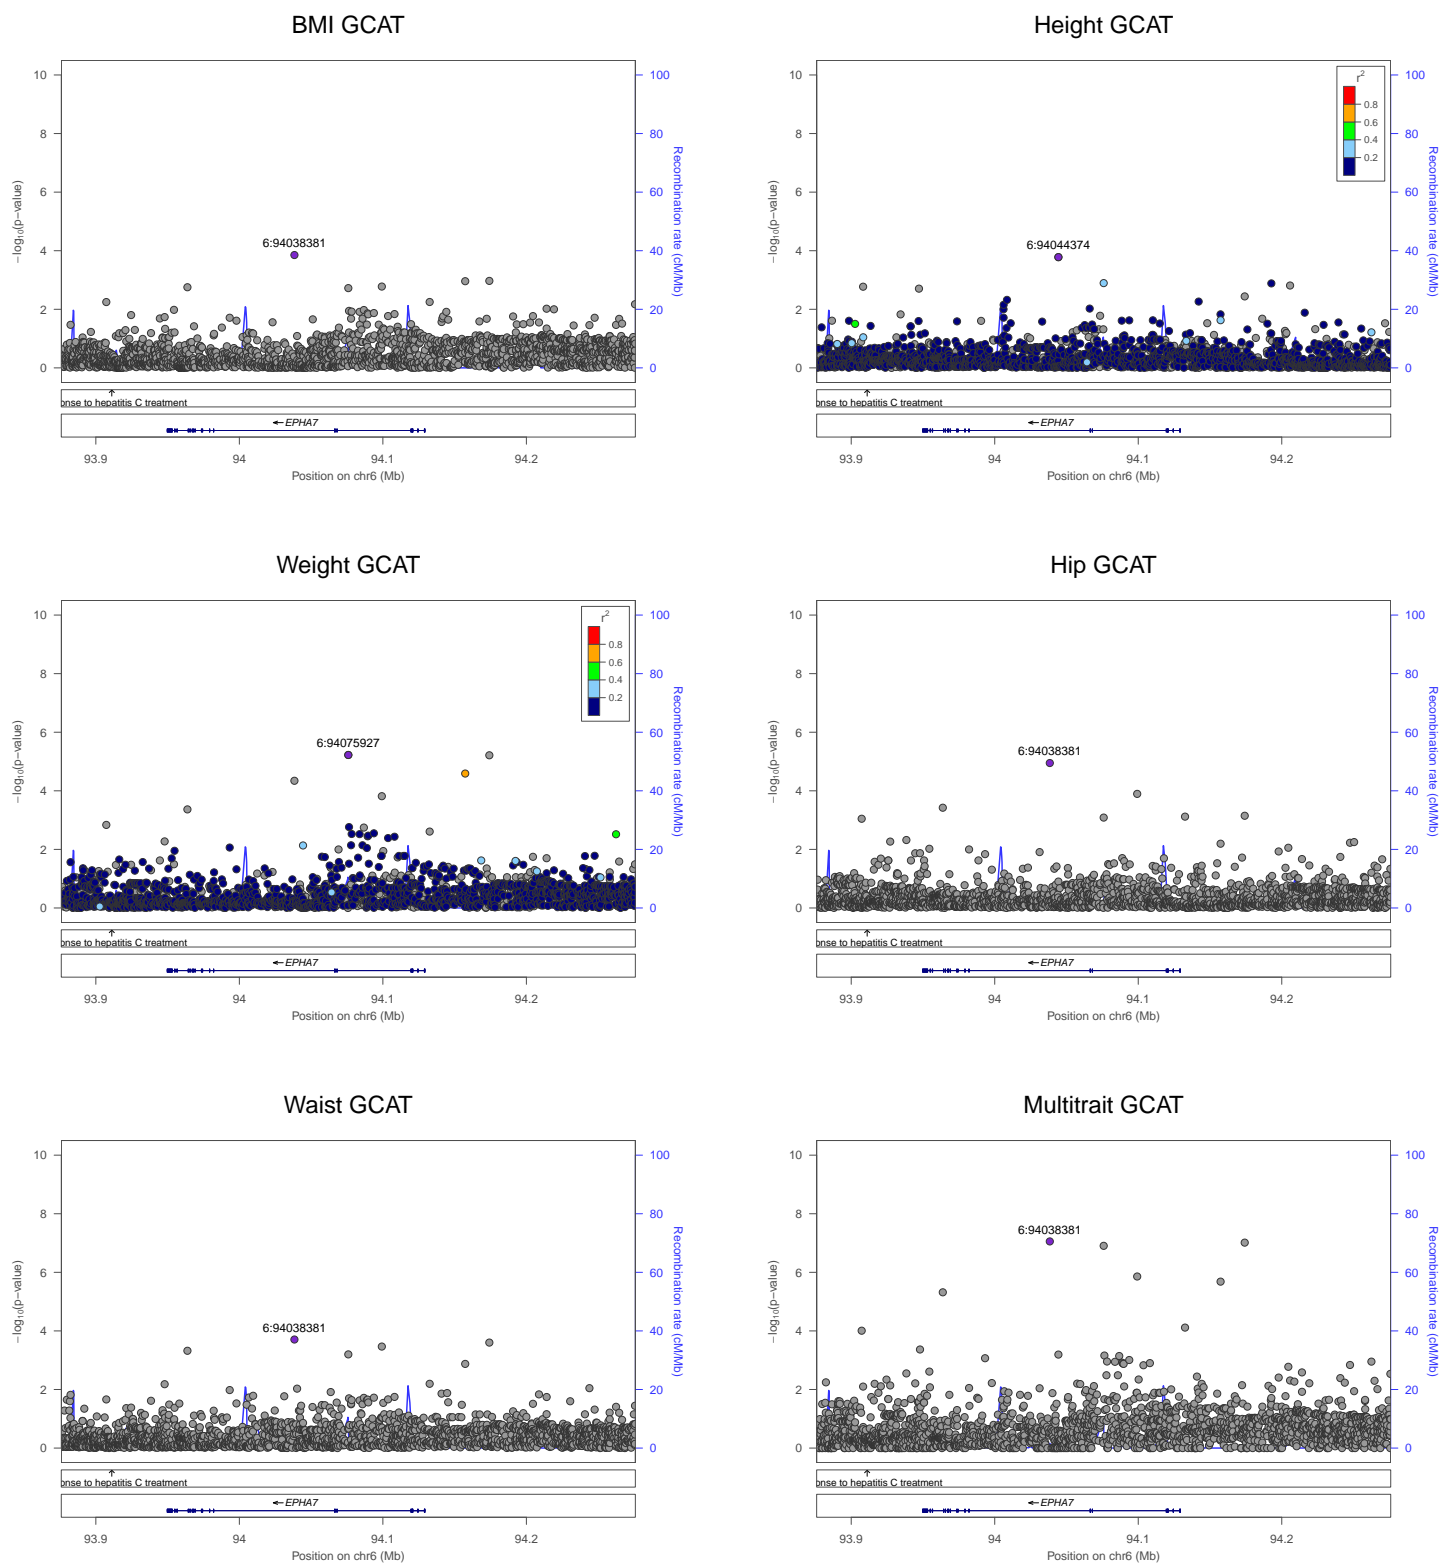 BMI GCAT
10
8
6
4
2
0
−log10(p−value)
100
80
60
40
20
0
Recombination rate (cM/Mb)
6:94038381
onse to hepatitis C treatment
EPHA7
93.9 94 94.1 94.2
Position on chr6 (Mb)
Height GCAT
10
8
6
4
2
0
−log10(p−value)
100
80
60
40
20
0
Recombination rate (cM/Mb)
r2
0.8
0.6
0.4
0.2
6:94044374
onse to hepatitis C treatment
EPHA7
93.9 94 94.1 94.2
Position on chr6 (Mb)
Weight GCAT
10
8
6
4
2
0
−log10(p−value)
100
80
60
40
20
0
Recombination rate (cM/Mb)
r2
0.8
0.6
0.4
0.2
6:94075927
onse to hepatitis C treatment
EPHA7
93.9 94 94.1 94.2
Position on chr6 (Mb)
Hip GCAT
10
8
6
4
2
0
−log10(p−value)
100
80
60
40
20
0
Recombination rate (cM/Mb)
6:94038381
onse to hepatitis C treatment
EPHA7
93.9 94 94.1 94.2
Position on chr6 (Mb)
Waist GCAT
10
8
6
4
2
0
−log10(p−value)
100
80
60
40
20
0
Recombination rate (cM/Mb)
6:94038381
onse to hepatitis C treatment
EPHA7
93.9 94 94.1 94.2
Position on chr6 (Mb)
Multitrait GCAT
10
8
6
4
2
0
−log10(p−value)
100
80
60
40
20
0
Recombination rate (cM/Mb)
6:94038381
onse to hepatitis C treatment
EPHA7
93.9 94 94.1 94.2
Position on chr6 (Mb)